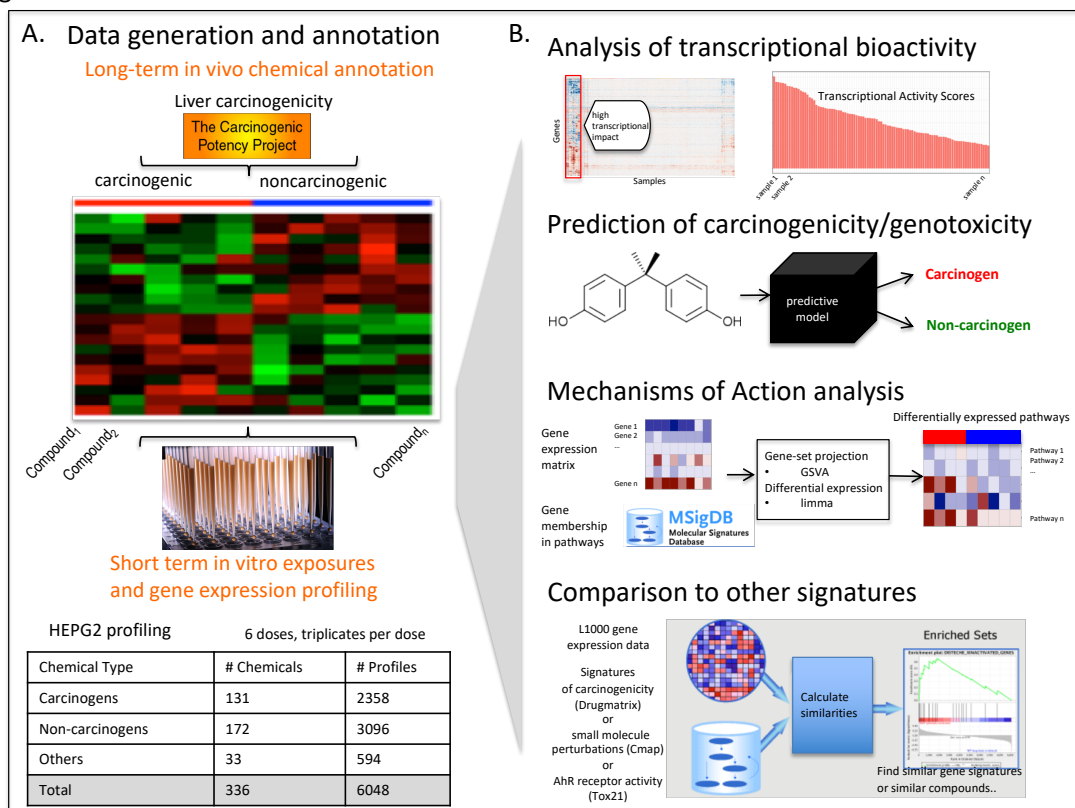 A. Data generation and annotation
Long-term in vivo chemical annotation
Liver carcinogenicity
The Carcinogenic
Potency Project
carcinogenic noncarcinogenic
Compound1 Compound2 Compoundn
Short term in vitro exposures
and gene expression profiling
HEPG2 profiling 6 doses, triplicates per dose
Chemical Type # Chemicals # Profiles
Carcinogens 131 2358
Non-carcinogens 172 3096
Others 33 594
Total 336 6048
B.
Analysis of transcriptional bioactivity
Genes
high
transcriptional
impact
Samples
Transcriptional Activity Scores
sample 1
sample 2
sample n
Prediction of carcinogenicity/genotoxicity
HO
OH
predictive
model
Carcinogen
Non-carcinogen
Mechanisms of Action analysis
Gene
expression
matrix
Gene 1
Gene 2
...
Gene n
Gene
membership
in pathways
MSigDB
Molecular Signatures
Database
Gene-set projection
• GSVA
Differential expression
• limma
Differentially expressed pathways
Pathway 1
Pathway 2
...
Pathway n
Comparison to other signatures
L1000 gene
expression data
Signatures
of carcinogenicity
(Drugmatrix)
or
small molecule
perturbations (Cmap)
or
AhR receptor activity
(Tox21)
Calculate
similarities
Enriched Sets
Find similar gene signatures
or similar compounds..